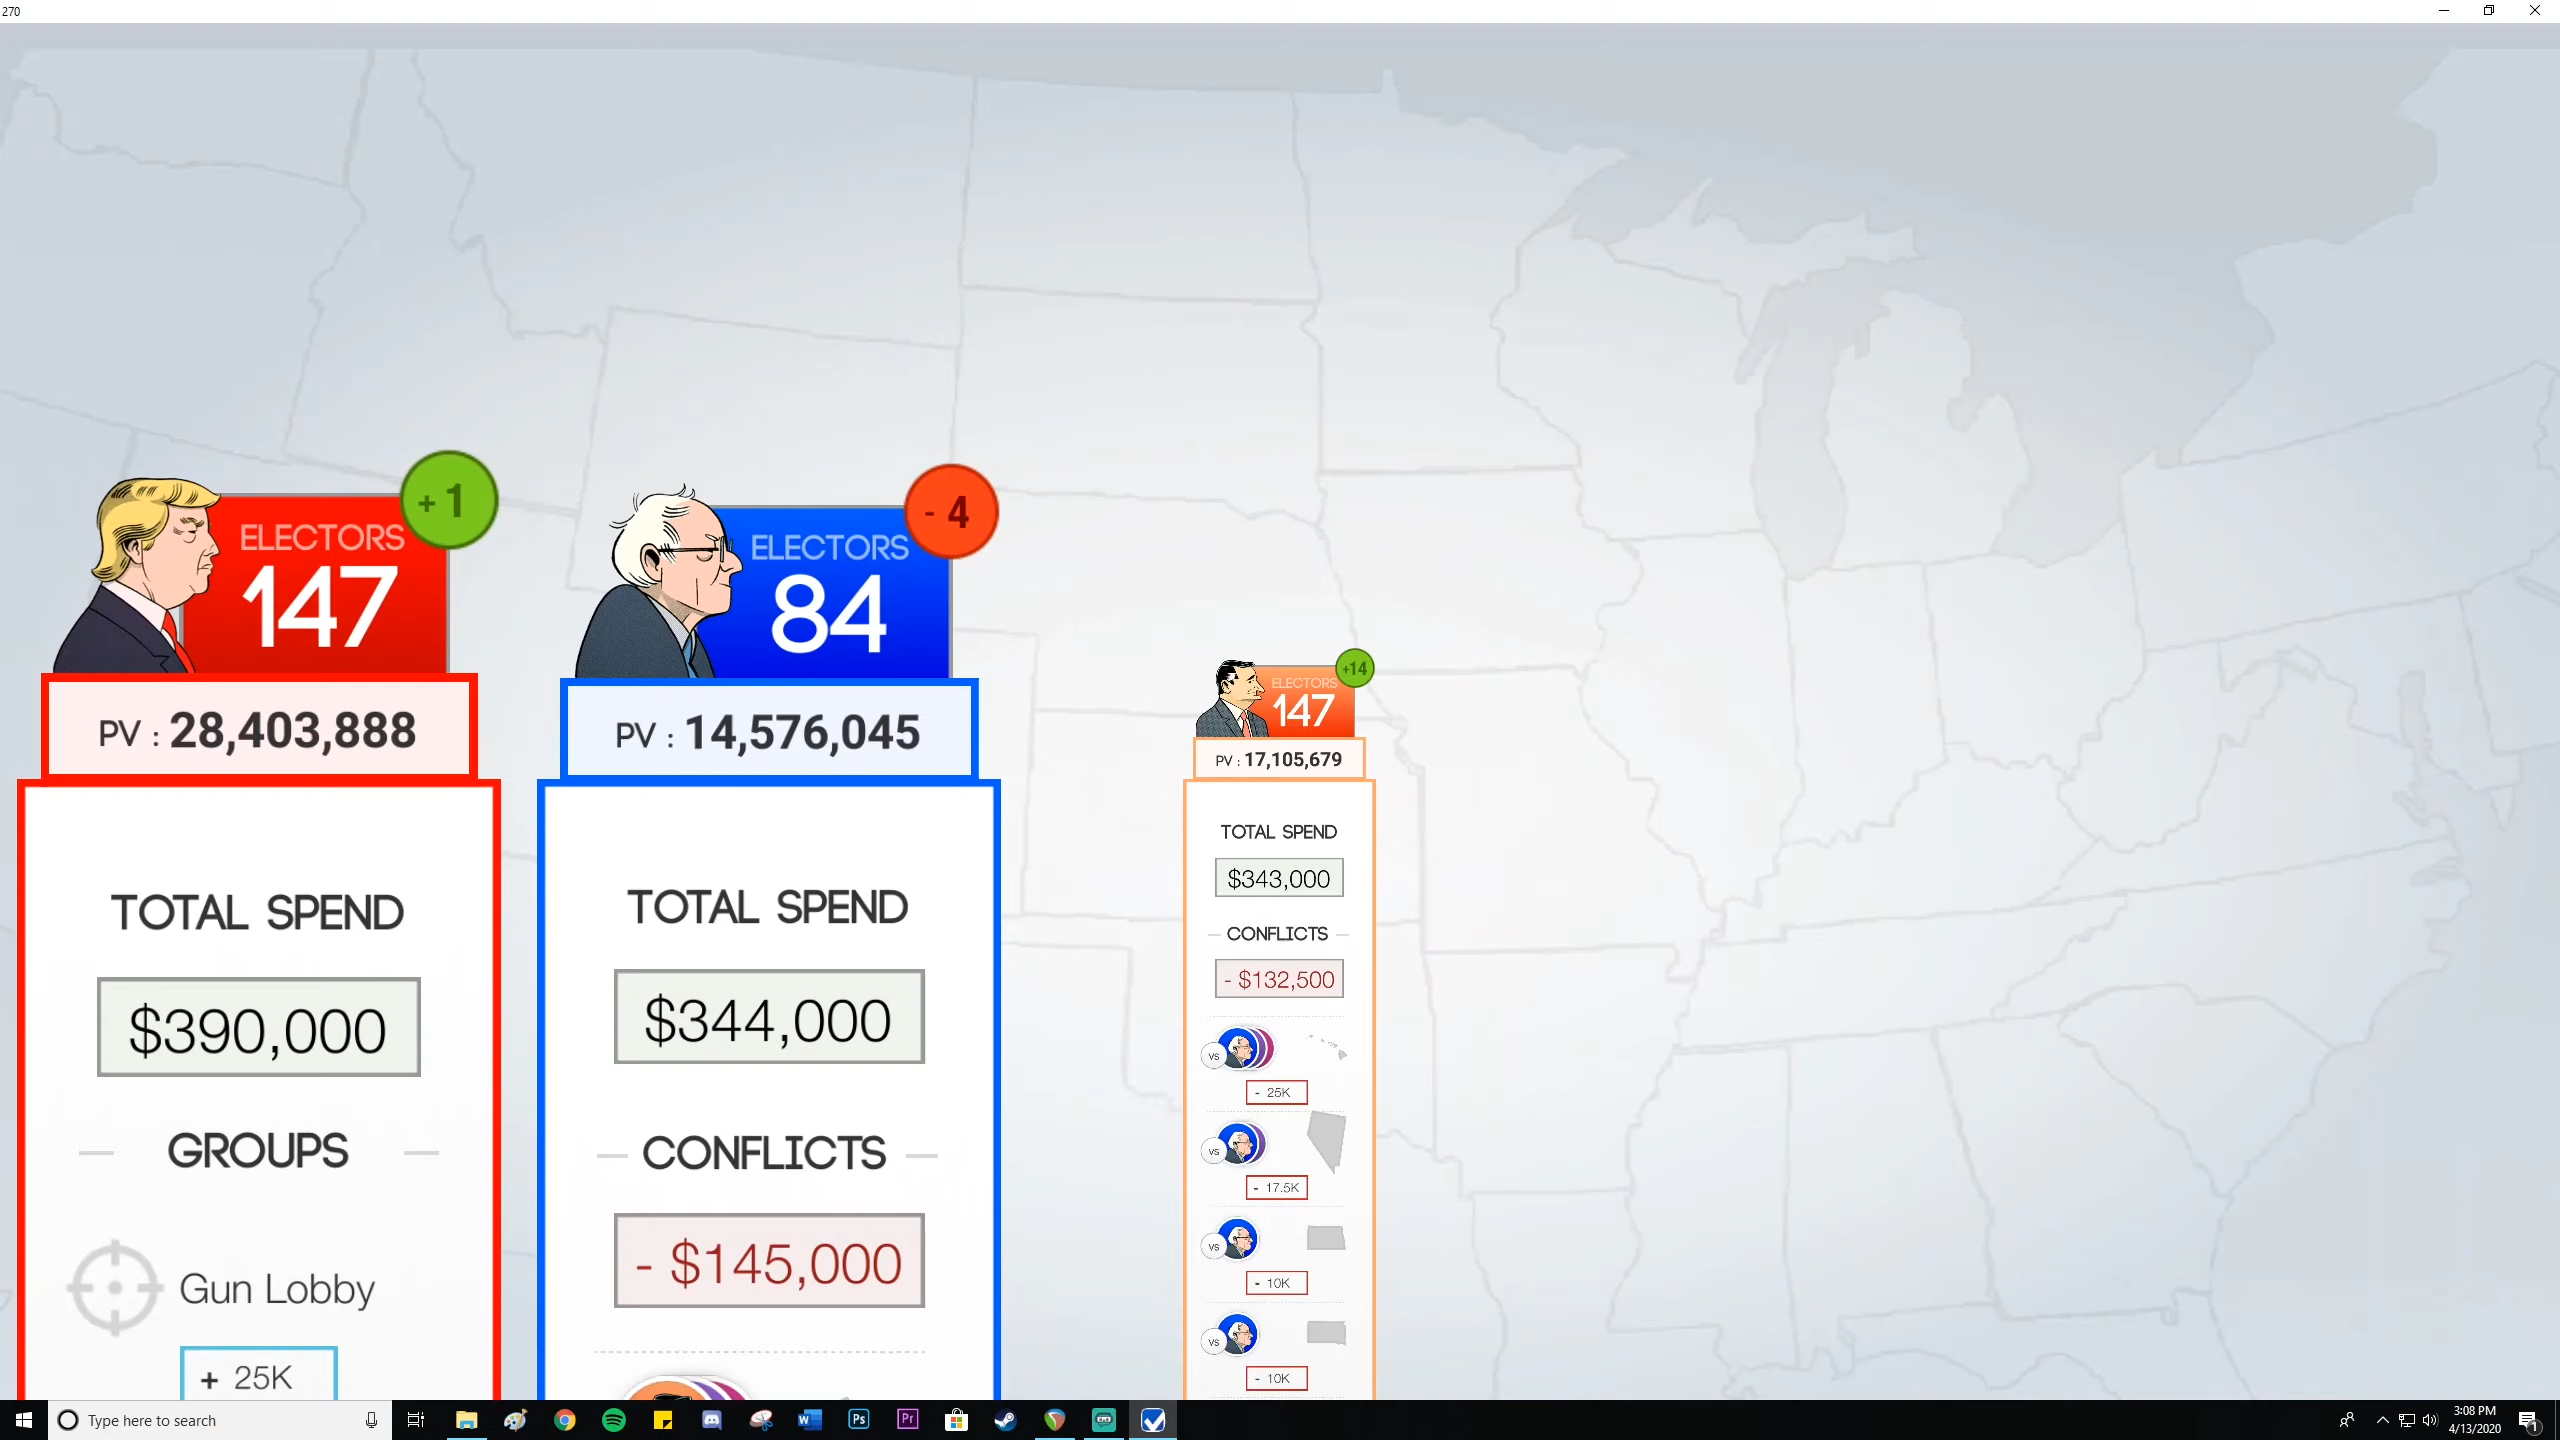 270
+ 1
ELECTORS
147
PV : 28,403,888
TOTAL SPEND
$390,000
GROUPS
Gun Lobby
+ 25K
- 4
ELECTORS
84
PV : 14,576,045
TOTAL SPEND
$344,000
CONFLICTS
- $145,000
+14
ELECTORS
147
PV : 17,105,679
TOTAL SPEND
$343,000
CONFLICTS
- $132,500
VS
- 25K
VS
- 17.5K
VS
- 10K
VS
- 10K
Type here to search
Ps
Pr
3:08 PM
4/13/2020
1